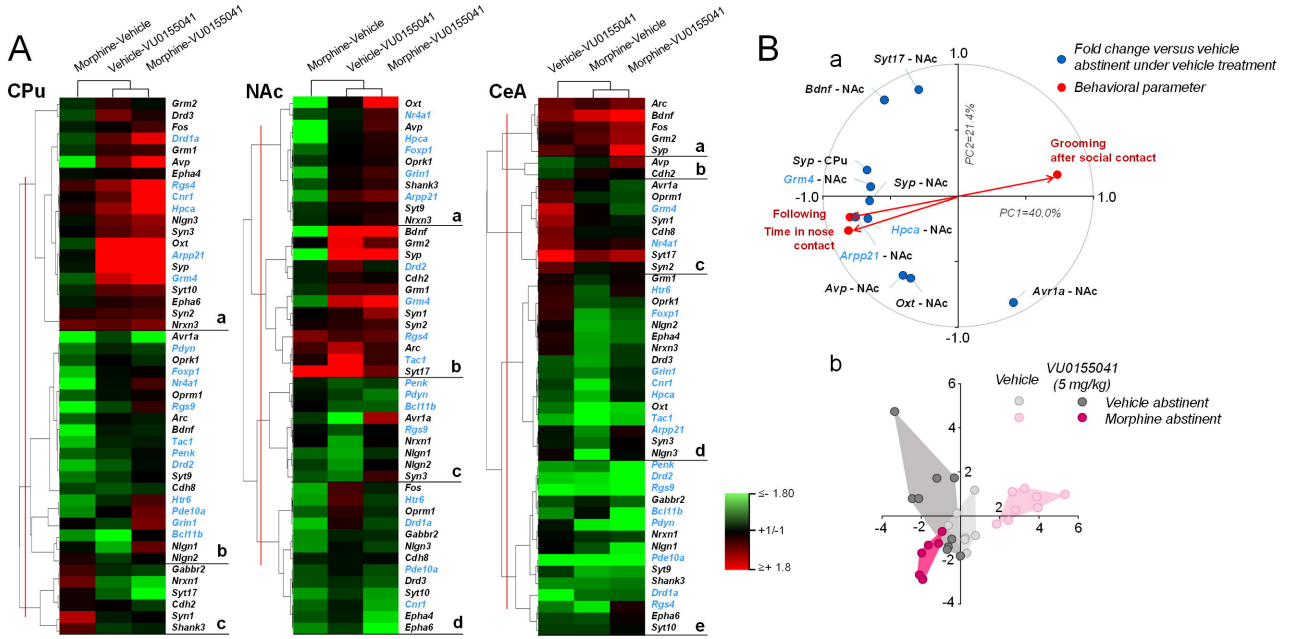 A
CPu
Morphine-Vehicle
Vehicle-VU0155041
Morphine-VU0155041
Grm2
Drd3
Fos
Drd1a
Grm1
Avp
Epha4
Rgs4
Cnr1
Hpca
Nlgn3
Syn3
Oxt
Arpp21
Syp
Grm4
Syt10
Epha6
Syn2
Nrxn3
a
Avr1a
Pdyn
Oprk1
Foxp1
Nr4a1
Oprm1
Rgs9
Arc
Bdnf
Tac1
Penk
Drd2
Syt9
Cdh8
Htr6
Pde10a
Grin1
Bcl11b
Nlgn1
Nlgn2
b
Gabbr2
Nrxn1
Syt17
Cdh2
Syn1
Shank3
c
NAc
Morphine-Vehicle
Vehicle-VU0155041
Morphine-VU0155041
Oxt
Nr4a1
Avp
Hpca
Foxp1
Oprk1
Grin1
Shank3
Arpp21
Syt9
Nrxn3
a
Bdnf
Grm2
Syp
Drd2
Cdh2
Grm1
Grm4
Syn1
Syn2
Rgs4
Arc
Tac1
Syt17
b
Penk
Pdyn
Bcl11b
Avr1a
Rgs9
Nrxn1
Nlgn1
Nlgn2
Syn3
c
Fos
Htr6
Oprm1
Drd1a
Gabbr2
Nlgn3
Cdh8
Pde10a
Drd3
Syt10
Cnr1
Epha4
Epha6
d
CeA
Vehicle-VU0155041
Morphine-Vehicle
Morphine-VU0155041
Arc
Bdnf
Fos
Grm2
Syp
a
Avp
Cdh2
b
Avr1a
Oprm1
Grm4
Syn1
Cdh8
Nr4a1
Syt17
Syn2
c
Grm1
Htr6
Oprk1
Foxp1
Nlgn2
Epha4
Nrxn3
Drd3
Grin1
Cnr1
Hpca
Oxt
Tac1
Arpp21
Syn3
Nlgn3
d
Penk
Drd2
Rgs9
Gabbr2
Bcl11b
Pdyn
Nrxn1
Nlgn1
Pde10a
Syt9
Shank3
Drd1a
Rgs4
Epha6
Syt10
e
≤- 1.80
+1/-1
≥+ 1.8
B
a
1.0
Fold change versus vehicle
abstinent under vehicle treatment
Behavioral parameter
Syt17 - NAc
Bdnf - NAc
PC2=21.4%
Grooming
after social contact
Syp - CPu
Grm4 - NAc
Syp - NAc
-1.0
1.0
PC1=40,0%
Following
Time in nose
contact
Hpca - NAc
Arpp21 - NAc
Avp - NAc
Oxt - NAc
Avr1a - NAc
-1.0
b
Vehicle
VU0155041
(5 mg/kg)
Vehicle abstinent
Morphine abstinent
6
4
2
-4
-2
0
2
4
6
-2
-4